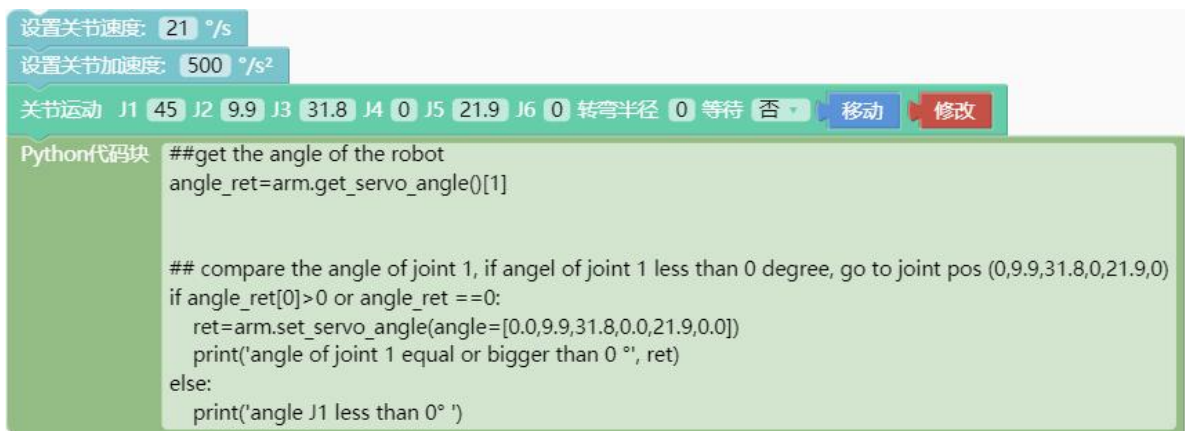 设置关节速度: 21 °/s
设置关节加速度: 500 °/s²
关节运动 J1 45 J2 9.9 J3 31.8 J4 0 J5 21.9 J6 0 转弯半径 0 等待 否 移动 修改
Python代码块 ##get the angle of the robot
angle_ret=arm.get_servo_angle()[1]
## compare the angle of joint 1, if angel of joint 1 less than 0 degree, go to joint pos (0,9.9,31.8,0,21.9,0)
if angle_ret[0]>0 or angle_ret ==0:
ret=arm.set_servo_angle(angle=[0.0,9.9,31.8,0.0,21.9,0.0])
print('angle of joint 1 equal or bigger than 0 °', ret)
else:
print('angle J1 less than 0° ')